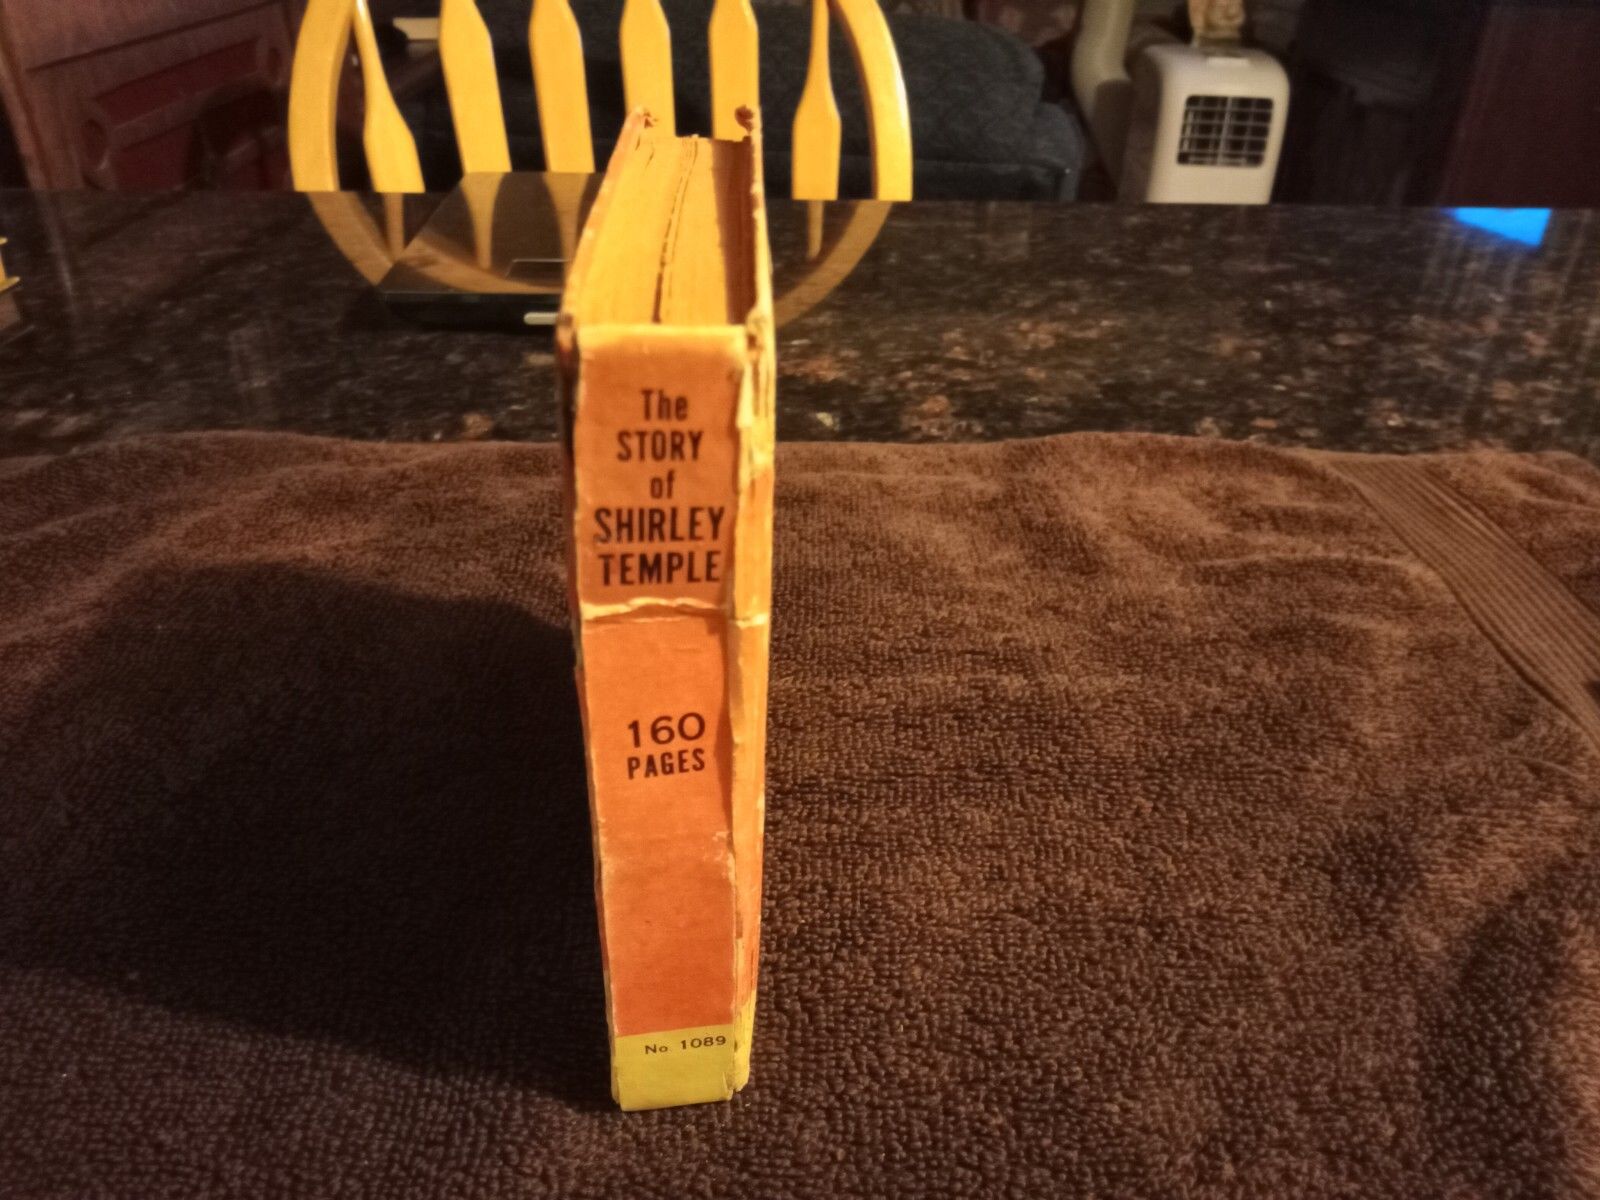 The
STORY
of
SHIRLEY
TEMPLE
160
PAGES
No. 1089